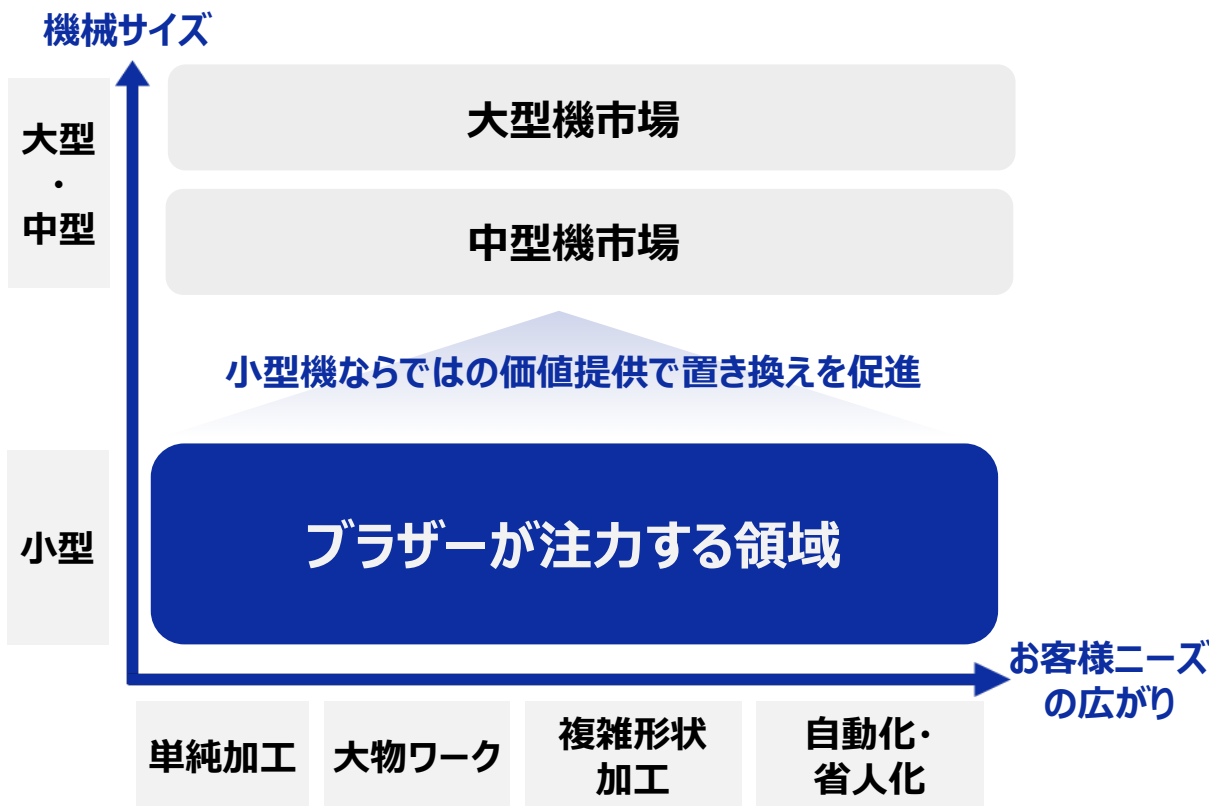 機械サイズ
大型
・
中型
大型機市場
中型機市場
小型機ならではの価値提供で置き換えを促進
小型
ブラザーが注力する領域
お客様ニーズ
の広がり
単純加工
大物ワーク
複雑形状
加工
自動化・
省人化